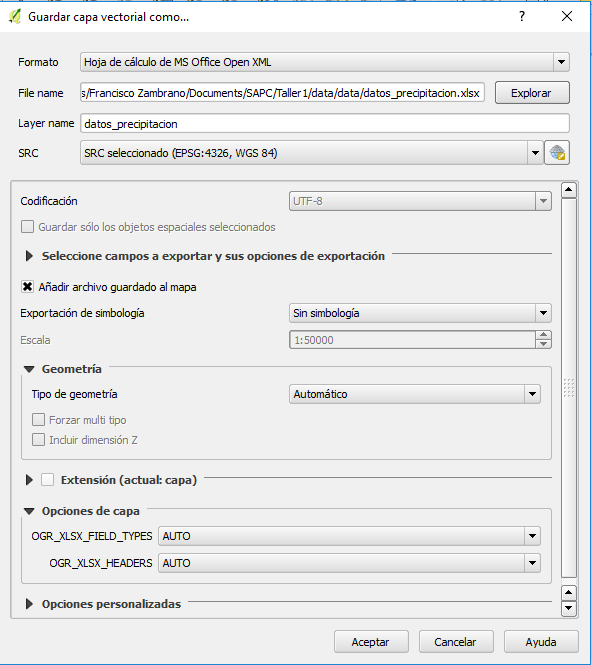 Guardar capa vectorial como...
Formato Hoja de cálculo de MS Office Open XML
File name s/Francisco Zambrano/Documents/SAPC/Taller1/data/data/datos_precipitacion.xlsx Explorar
Layer name datos_precipitacion
SRC SRC seleccionado (EPSG:4326, WGS 84)
Codificación UTF-8
Guardar sólo los objetos espaciales seleccionados
Seleccione campos a exportar y sus opciones de exportación
Añadir archivo guardado al mapa
Exportación de simbología Sin simbología
Escala 1:50000
Geometría
Tipo de geometría Automático
Forzar multi tipo
Incluir dimensión Z
Extensión (actual: capa)
Opciones de capa
OGR_XLSX_FIELD_TYPES AUTO
OGR_XLSX_HEADERS AUTO
Opciones personalizadas
Aceptar Cancelar Ayuda